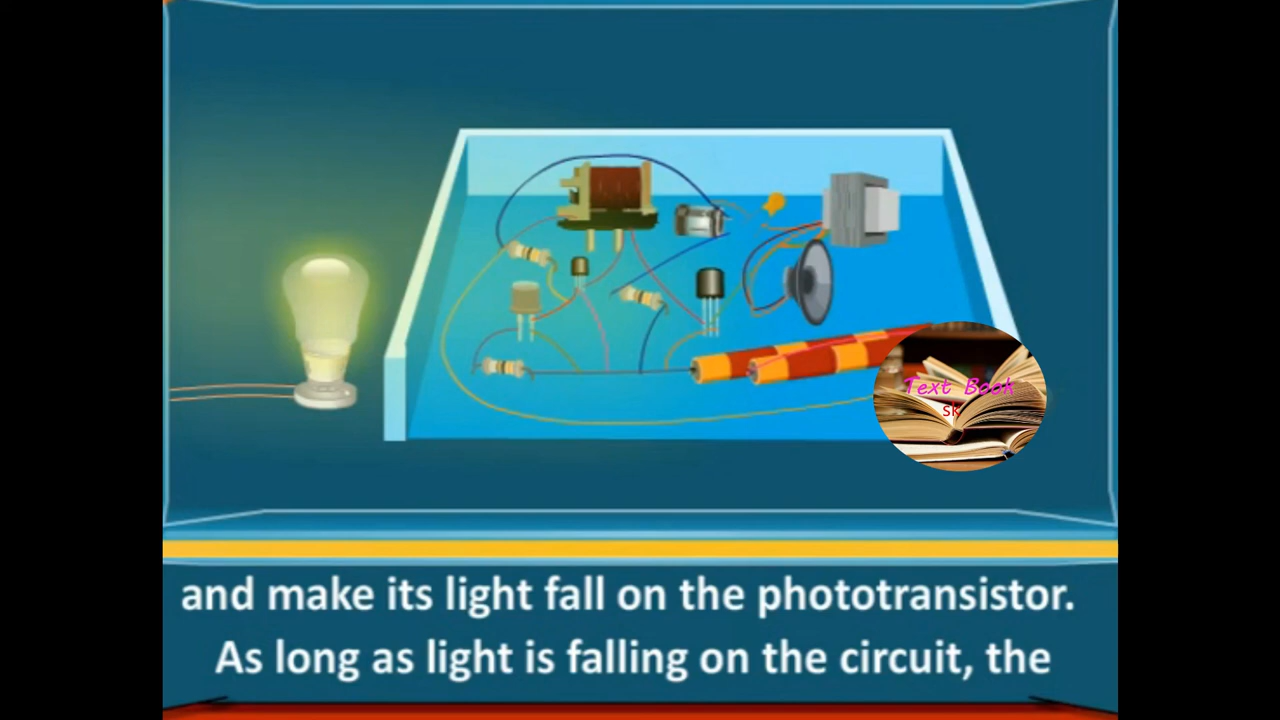 Text Book
sk
and make its light fall on the phototransistor.
As long as light is falling on the circuit, the